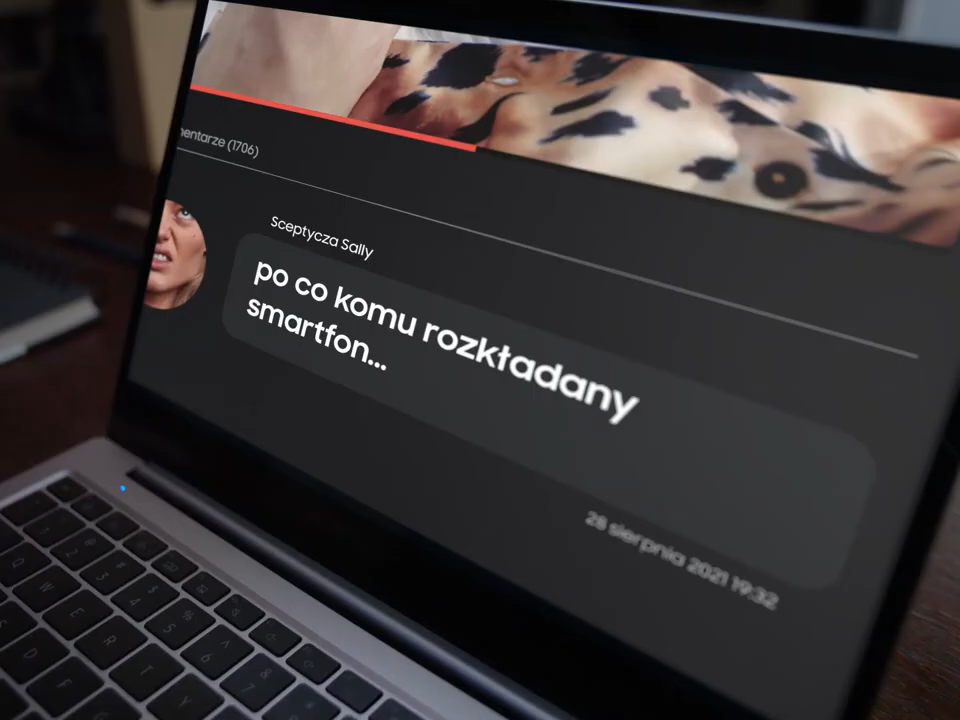 mentarze (1706)
Sceptycza Sally
po co komu rozkładany
smartfon...
28 sierpnia 2021 19:32